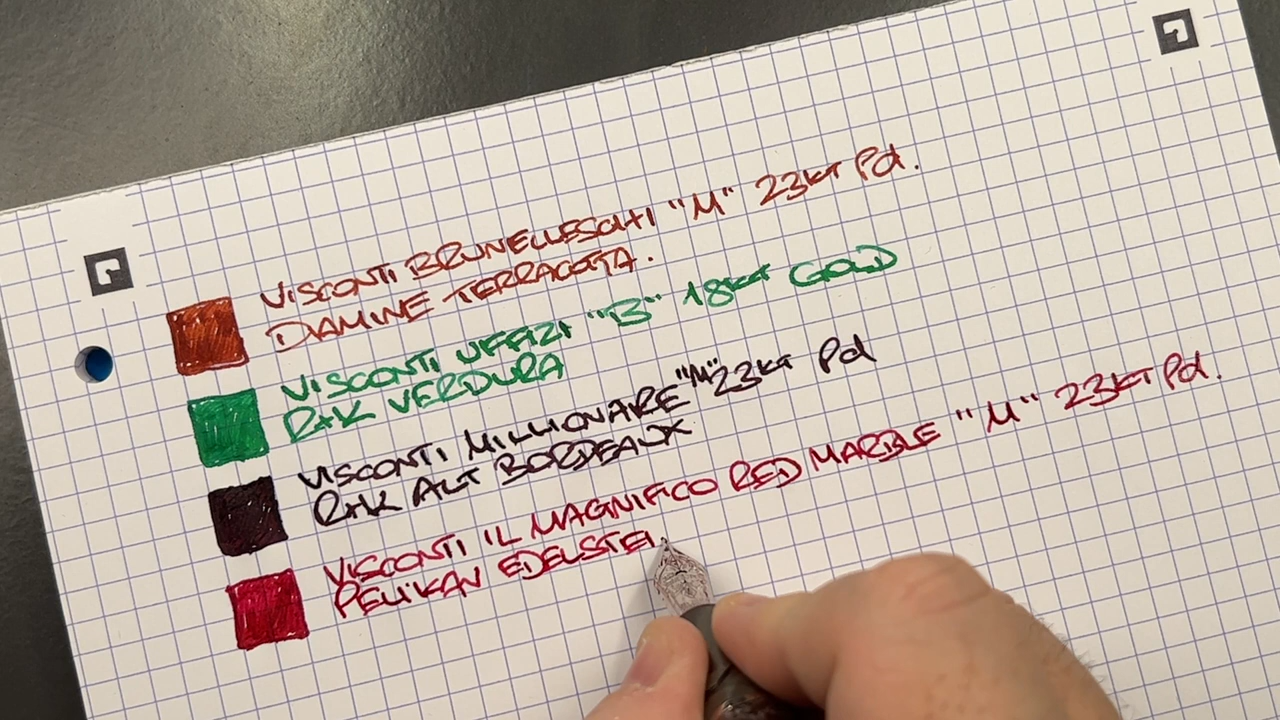 VISCONTI BRUNELLESCHI "M" 23KT Pd.
DIAMINE TERRACOTTA.
VISCONTI UFFIZI "B" 18KT GOLD
R+K VERDURA
VISCONTI MILLIONARE "M" 23KT Pd
R+K ALT BORDEAUX
VISCONTI IL MAGNIFICO RED MARBLE "M" 23KT Pd.
PELIKAN EDELSTEI